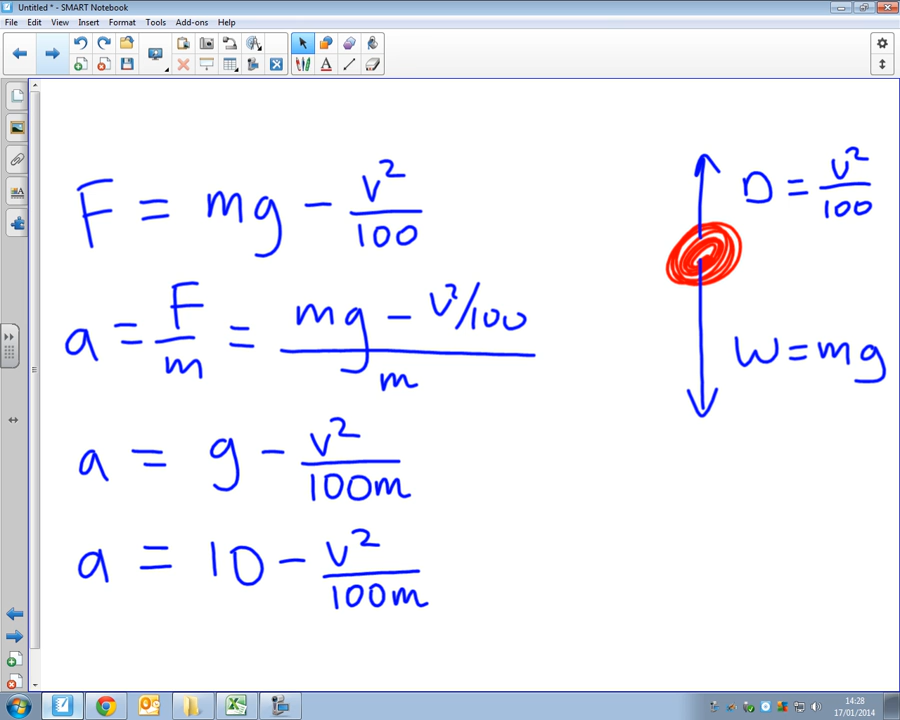 Untitled * - SMART Notebook
File Edit View Insert Format Tools Add-ons Help
F = mg - v²/100
D = v²/100
a = F/m = (mg - v²/100)/m
W = mg
a = g - v²/100m
a = 10 - v²/100m
14:28
17/01/2014